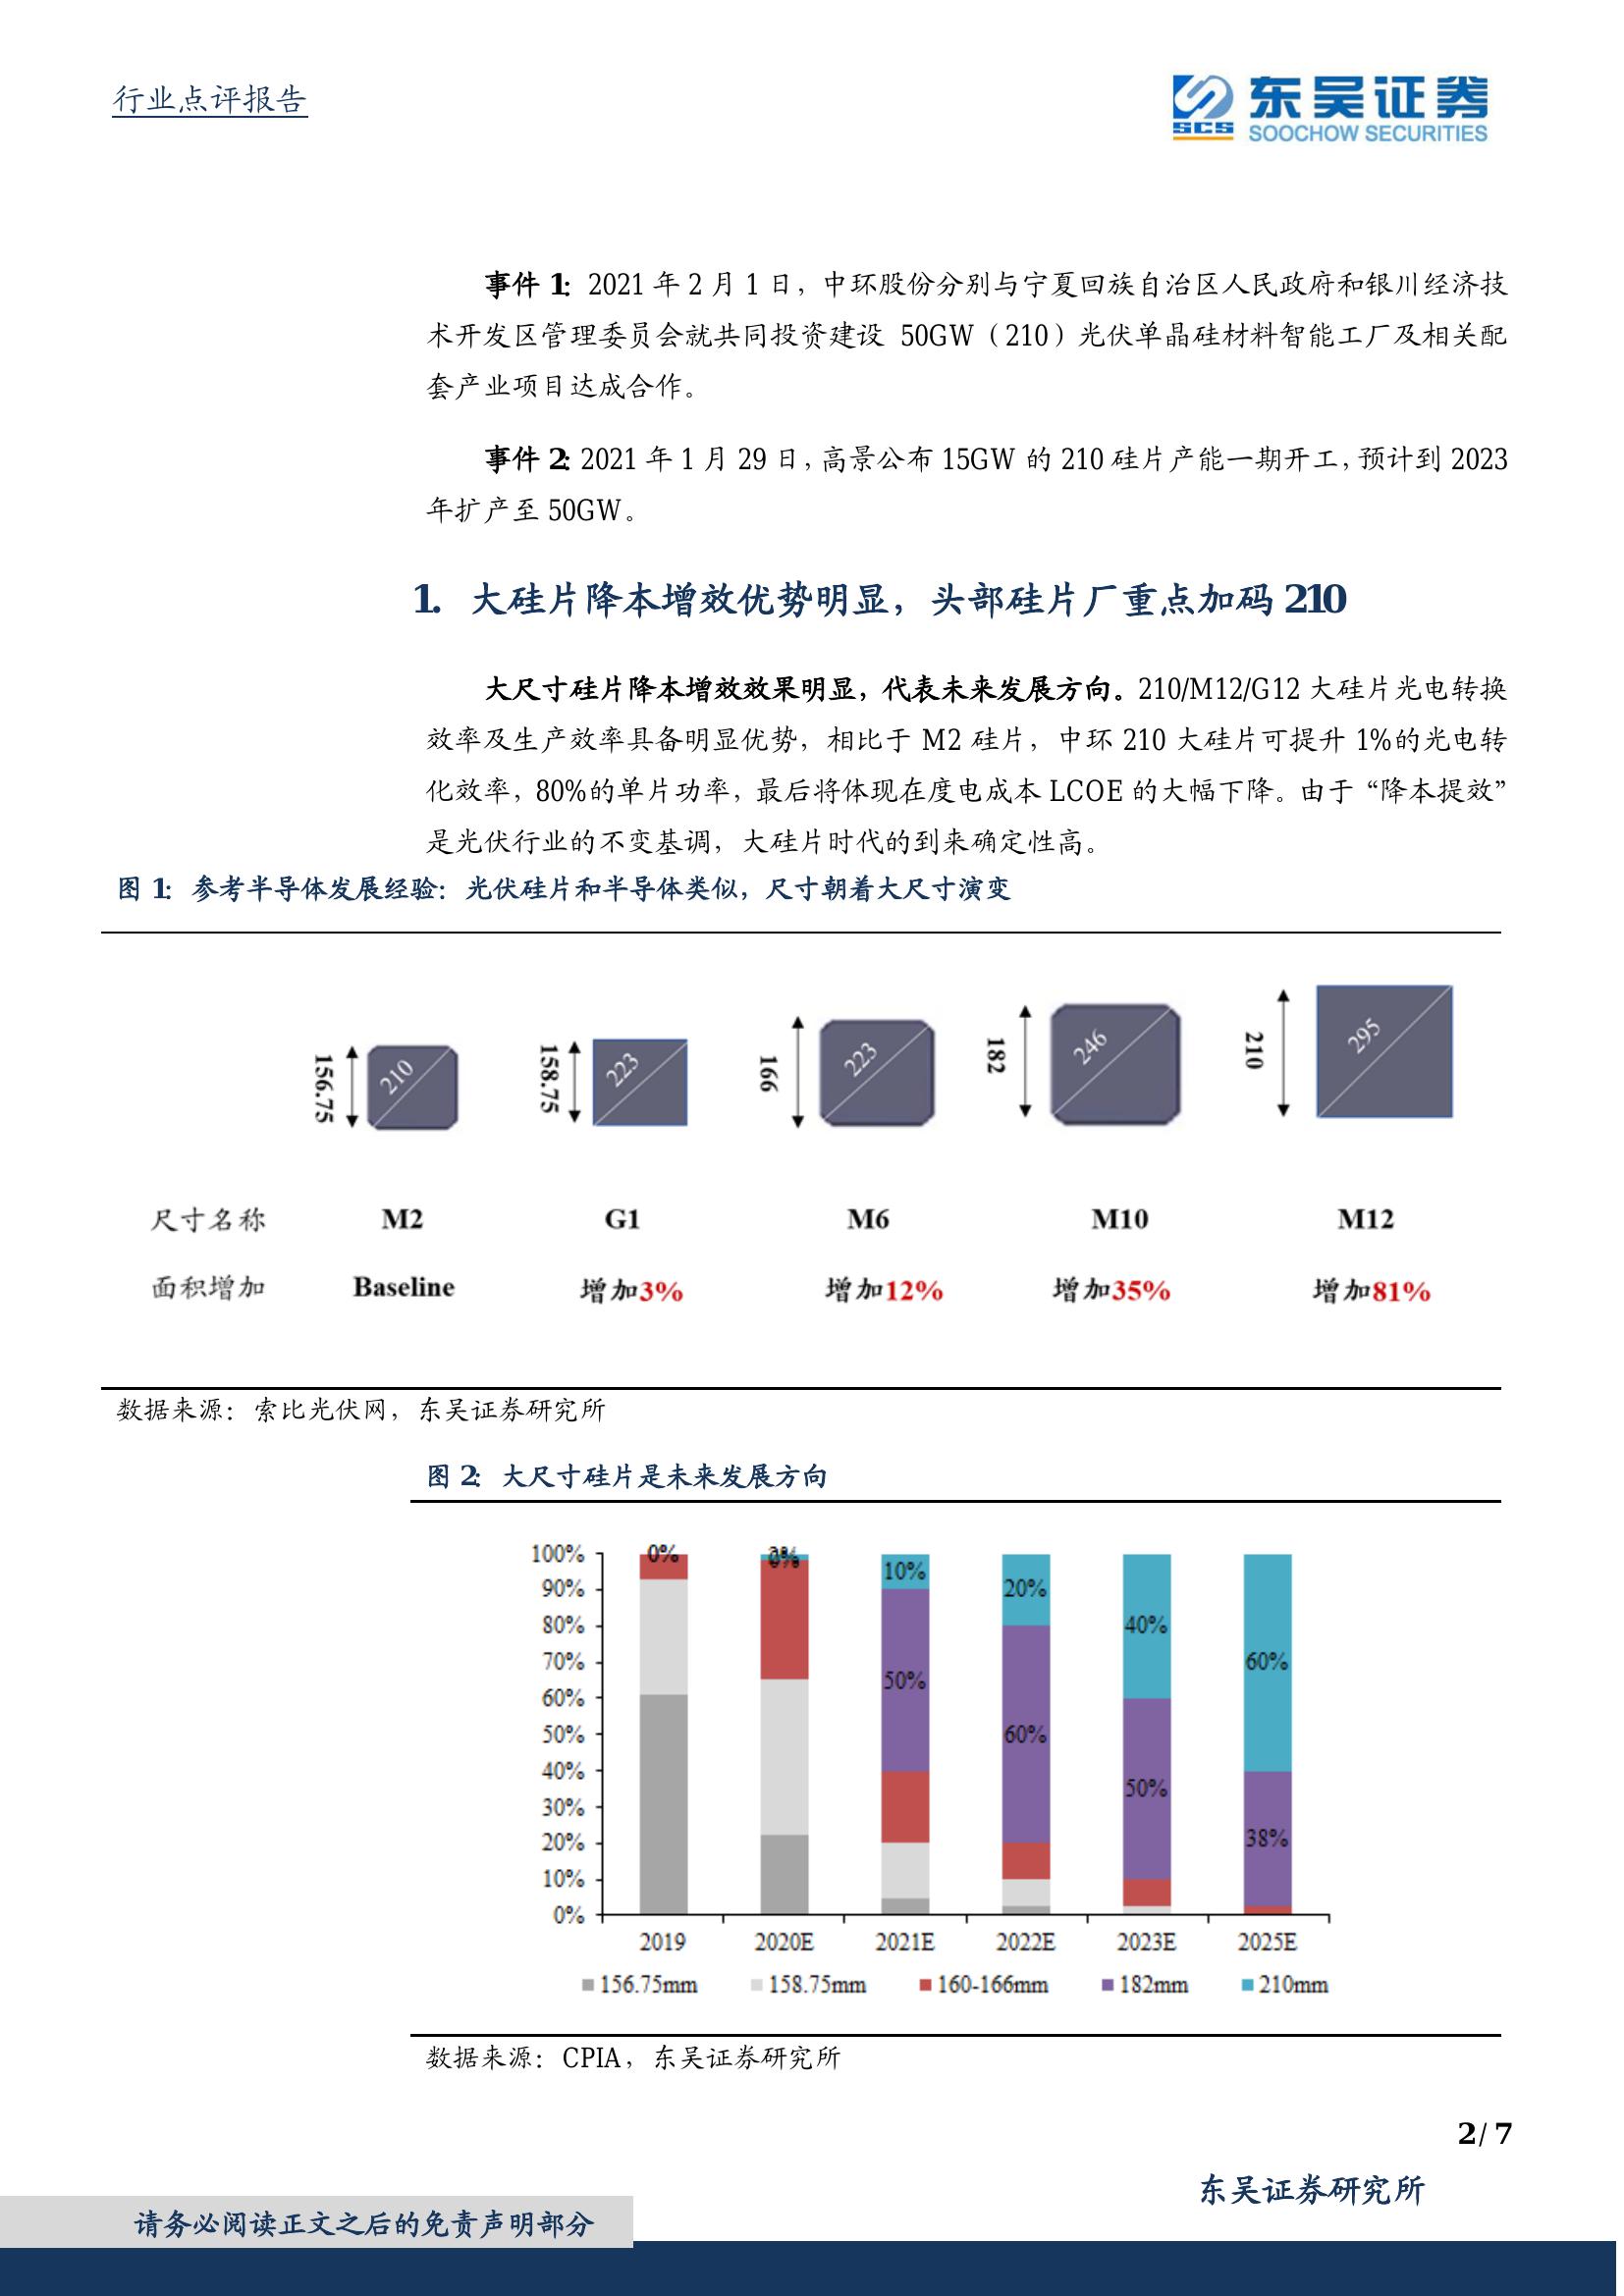 行业点评报告
东吴证券
SCS
SOOCHOW SECURITIES
事件 1：2021 年 2 月 1 日，中环股份分别与宁夏回族自治区人民政府和银川经济技
术开发区管理委员会就共同投资建设 50GW（210）光伏单晶硅材料智能工厂及相关配
套产业项目达成合作。
事件 2：2021 年 1 月 29 日，高景公布 15GW 的 210 硅片产能一期开工，预计到 2023
年扩产至 50GW。
1. 大硅片降本增效优势明显，头部硅片厂重点加码 210
大尺寸硅片降本增效效果明显，代表未来发展方向。210/M12/G12 大硅片光电转换
效率及生产效率具备明显优势，相比于 M2 硅片，中环 210 大硅片可提升 1%的光电转
化效率，80%的单片功率，最后将体现在度电成本 LCOE 的大幅下降。由于“降本提效”
是光伏行业的不变基调，大硅片时代的到来确定性高。
图 1：参考半导体发展经验：光伏硅片和半导体类似，尺寸朝着大尺寸演变
156.75 210 158.75 223 166 223 182 246 210 295
尺寸名称 M2 G1 M6 M10 M12
面积增加 Baseline 增加3% 增加12% 增加35% 增加81%
数据来源：索比光伏网，东吴证券研究所
图 2：大尺寸硅片是未来发展方向
100%
90%
80%
70%
60%
50%
40%
30%
20%
10%
0%
0%
10%
50%
20%
60%
40%
50%
60%
38%
2019 2020E 2021E 2022E 2023E 2025E
156.75mm 158.75mm 160-166mm 182mm 210mm
数据来源：CPIA，东吴证券研究所
2/ 7
东吴证券研究所
请务必阅读正文之后的免责声明部分